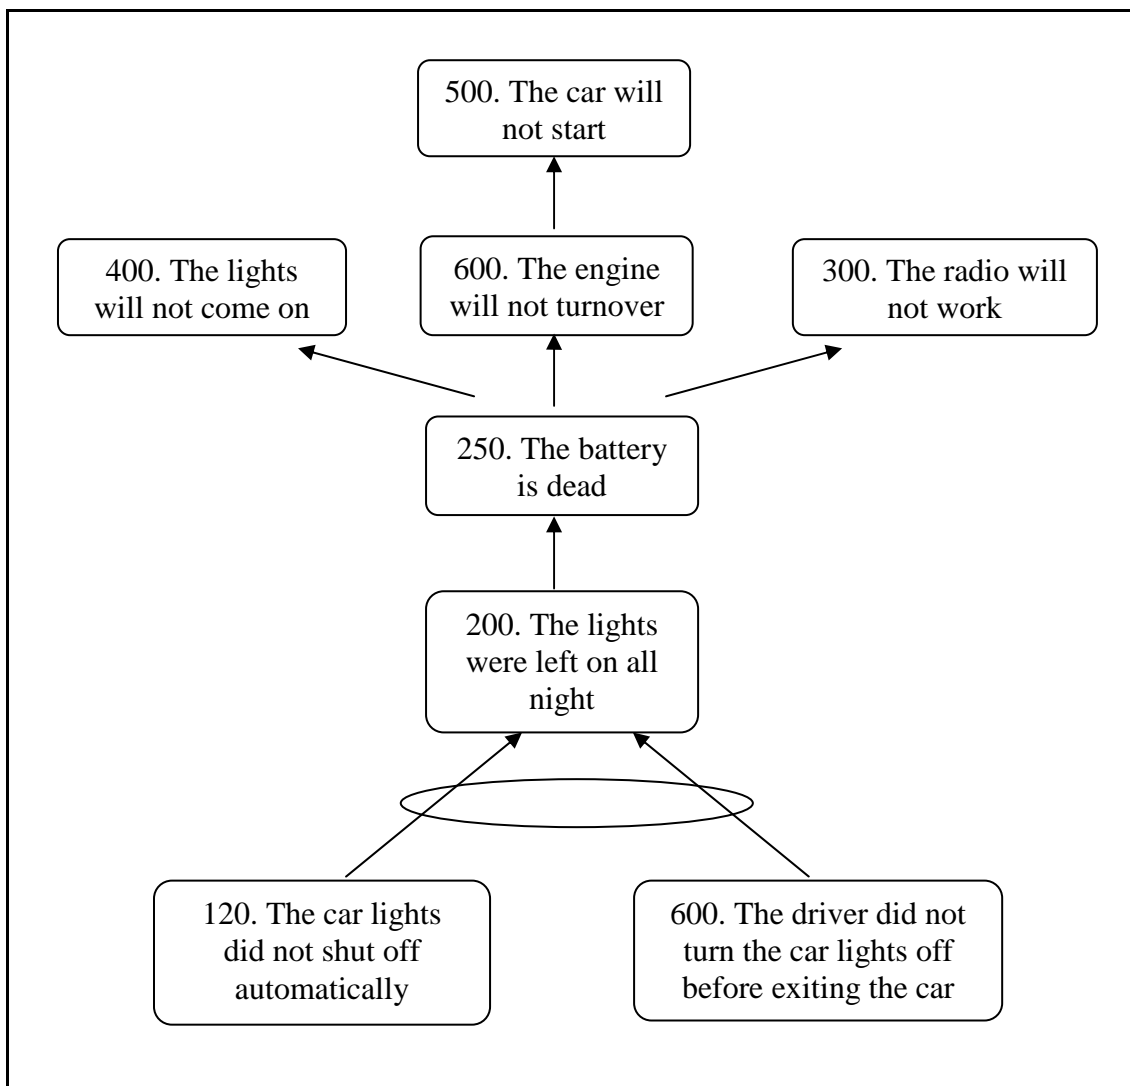 500. The car will
not start
400. The lights
will not come on
600. The engine
will not turnover
300. The radio will
not work
250. The battery
is dead
200. The lights
were left on all
night
120. The car lights
did not shut off
automatically
600. The driver did not
turn the car lights off
before exiting the car